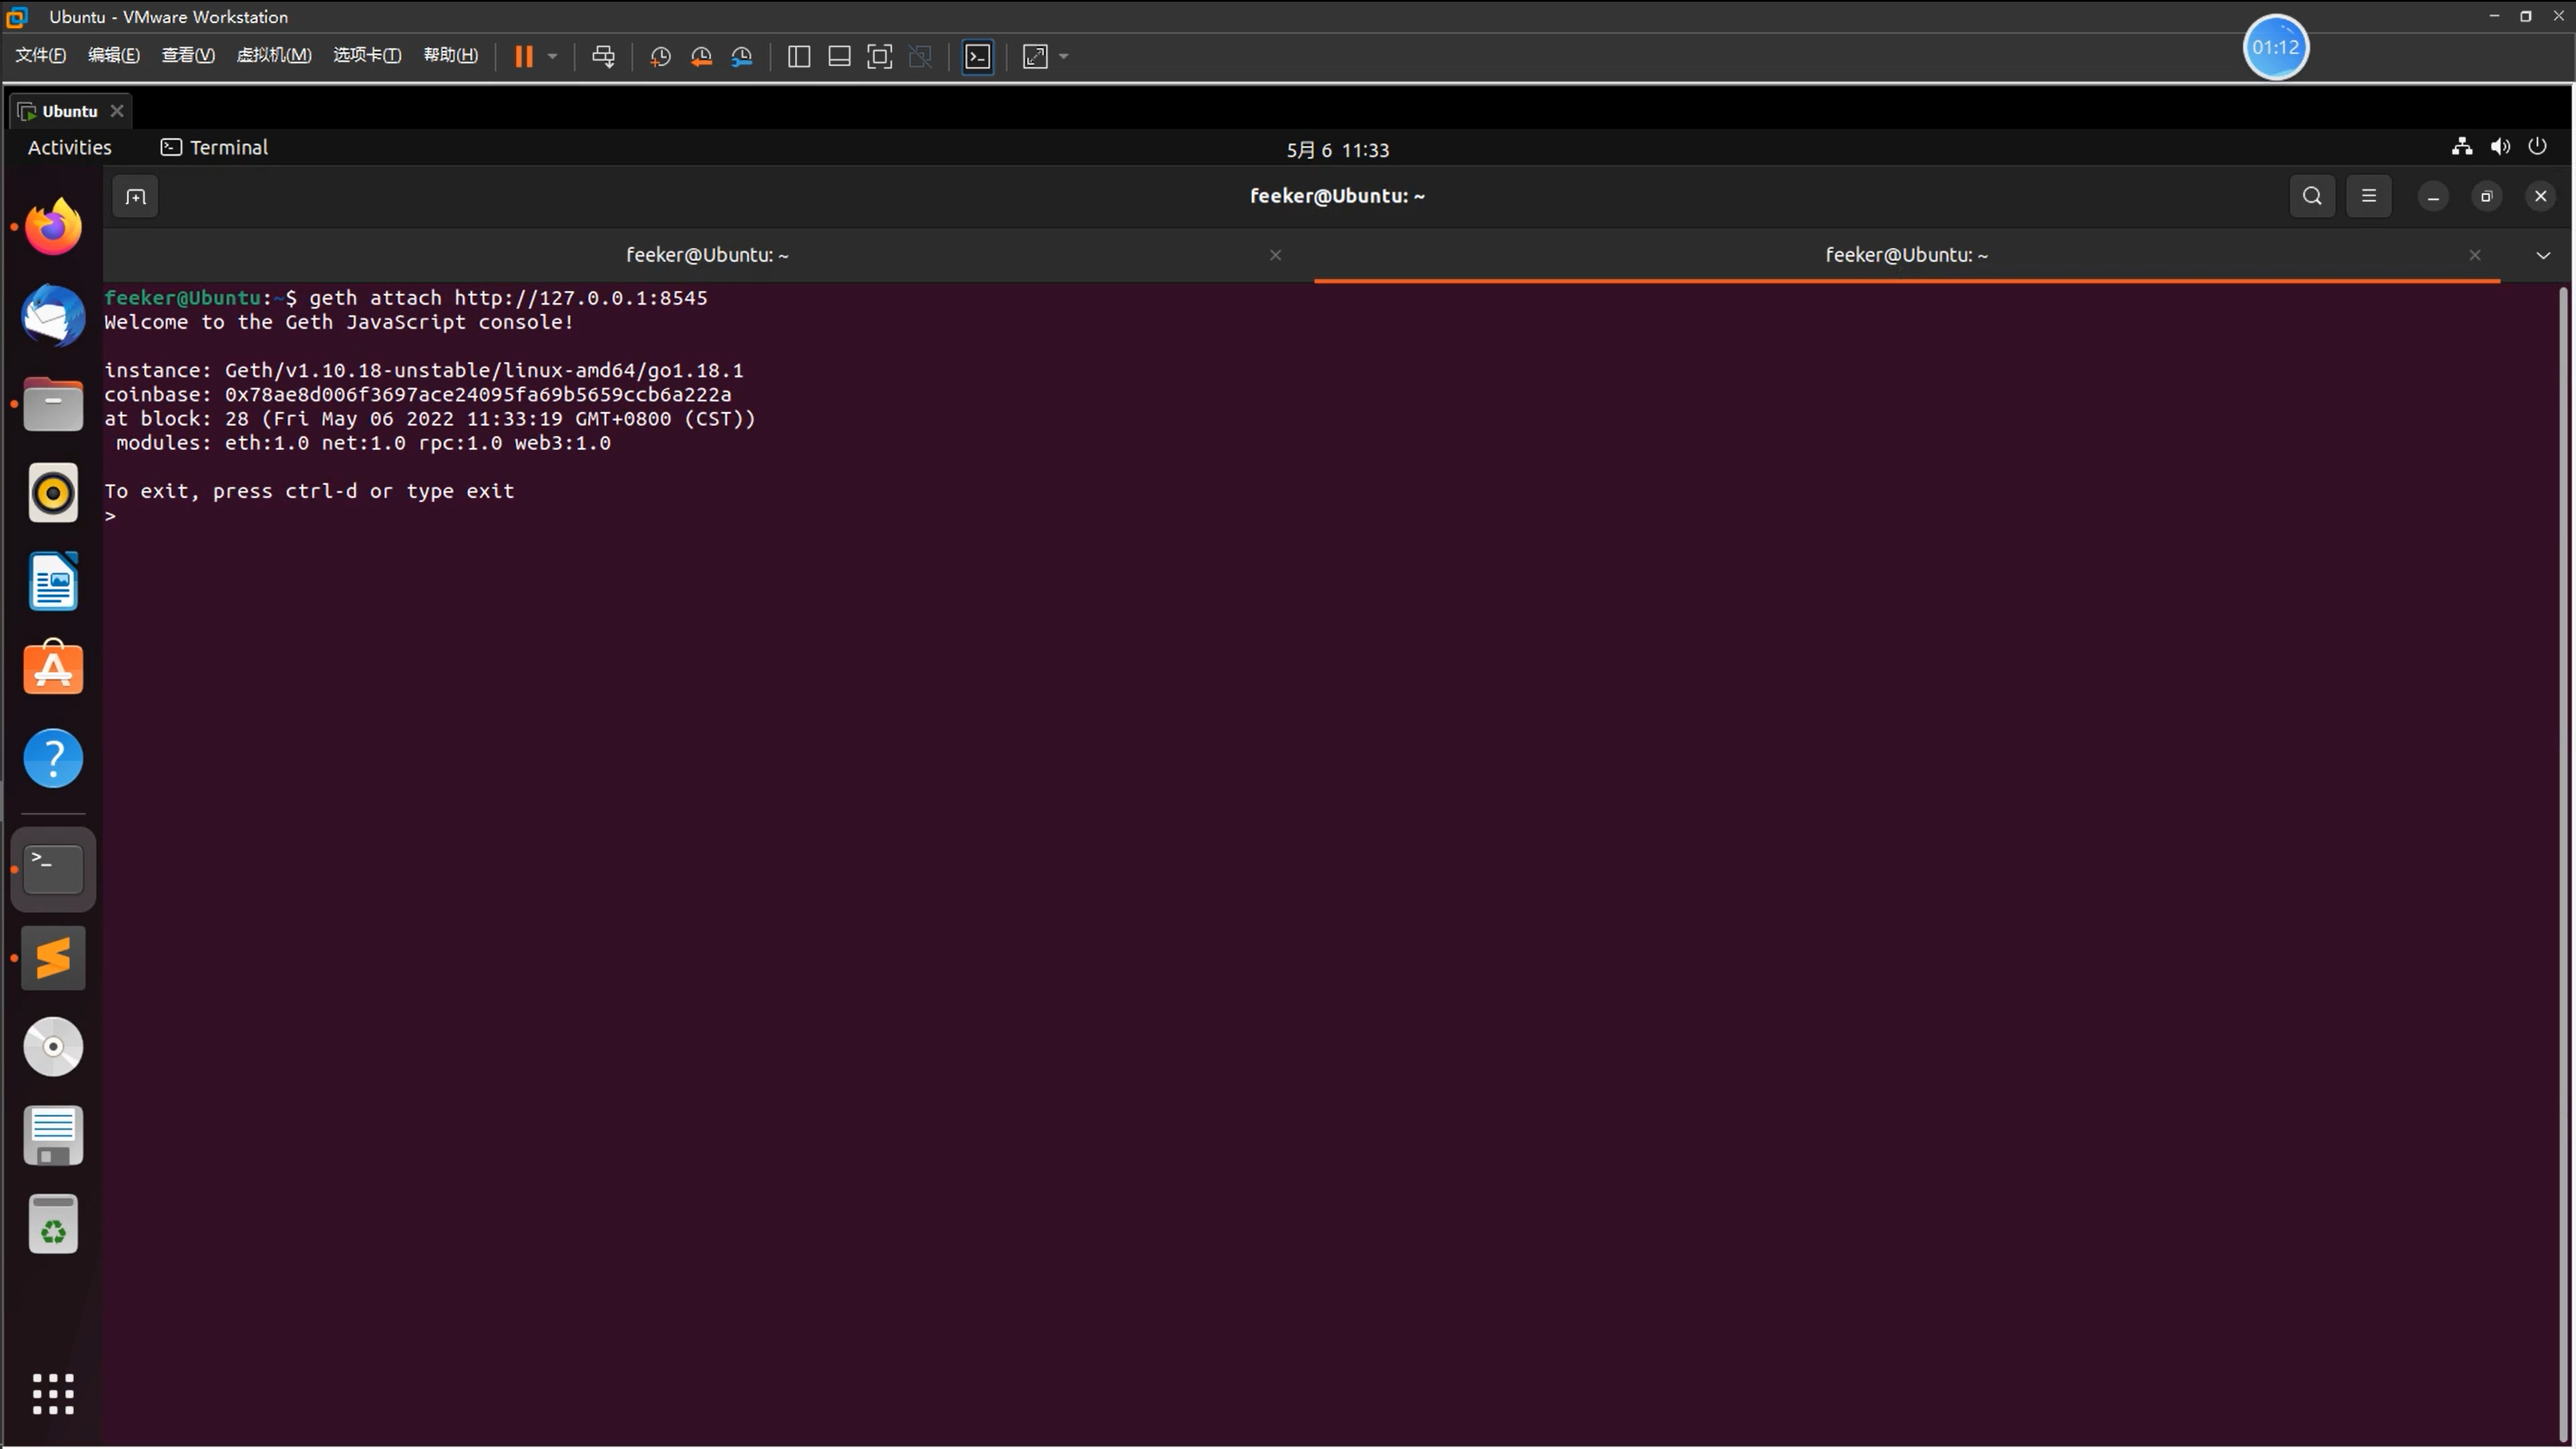 Ubuntu - VMware Workstation
文件(F) 编辑(E) 查看(V) 虚拟机(M) 选项卡(T) 帮助(H)
01:12
Ubuntu
Activities Terminal 5月 6 11:33
feeker@Ubuntu: ~
feeker@Ubuntu: ~ feeker@Ubuntu: ~
feeker@Ubuntu:~$ geth attach http://127.0.0.1:8545
Welcome to the Geth JavaScript console!
instance: Geth/v1.10.18-unstable/linux-amd64/go1.18.1
coinbase: 0x78ae8d006f3697ace24095fa69b5659ccb6a222a
at block: 28 (Fri May 06 2022 11:33:19 GMT+0800 (CST))
modules: eth:1.0 net:1.0 rpc:1.0 web3:1.0
To exit, press ctrl-d or type exit
>